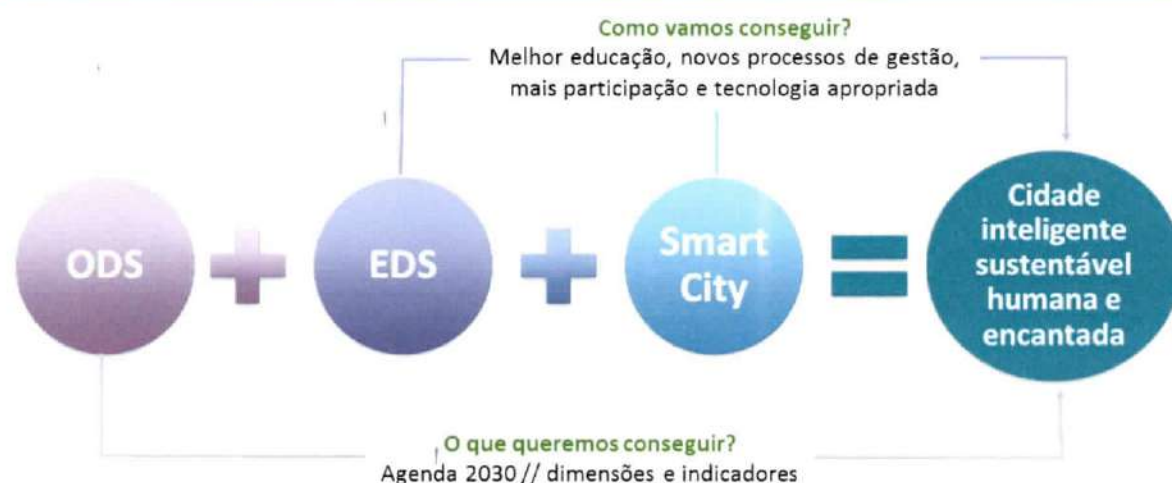 Como vamos conseguir?
Melhor educação, novos processos de gestão,
mais participação e tecnologia apropriada
ODS
EDS
Smart
City
Cidade
inteligente
sustentável
humana e
encantada
O que queremos conseguir?
Agenda 2030 // dimensões e indicadores